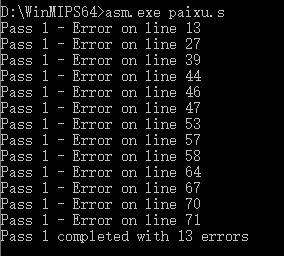 D:\WinMIPS64>asm.exe paixu.s
Pass 1 - Error on line 13
Pass 1 - Error on line 27
Pass 1 - Error on line 39
Pass 1 - Error on line 44
Pass 1 - Error on line 46
Pass 1 - Error on line 47
Pass 1 - Error on line 53
Pass 1 - Error on line 57
Pass 1 - Error on line 58
Pass 1 - Error on line 64
Pass 1 - Error on line 67
Pass 1 - Error on line 70
Pass 1 - Error on line 71
Pass 1 completed with 13 errors